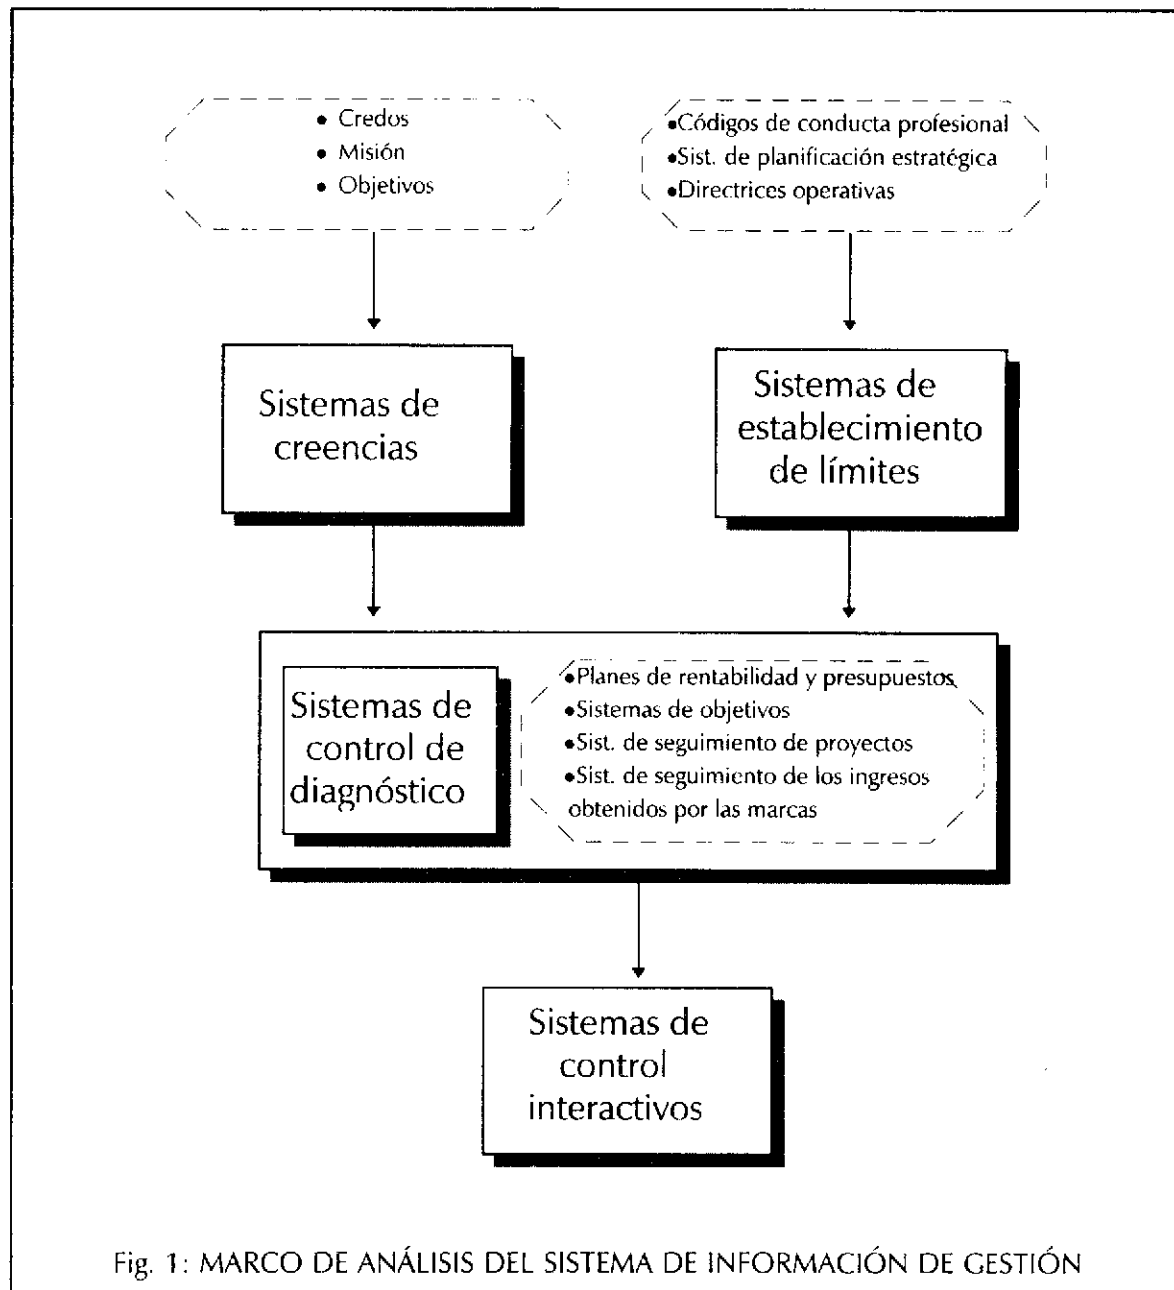 • Credos
• Misión
• Objetivos
•Códigos de conducta profesional
•Sist. de planificación estratégica
•Directrices operativas
Sistemas de
creencias
Sistemas de
establecimiento
de límites
Sistemas de
control de
diagnóstico
•Planes de rentabilidad y presupuestos
•Sistemas de objetivos
•Sist. de seguimiento de proyectos
•Sist. de seguimiento de los ingresos
obtenidos por las marcas
Sistemas de
control
interactivos
Fig. 1: MARCO DE ANÁLISIS DEL SISTEMA DE INFORMACIÓN DE GESTIÓN